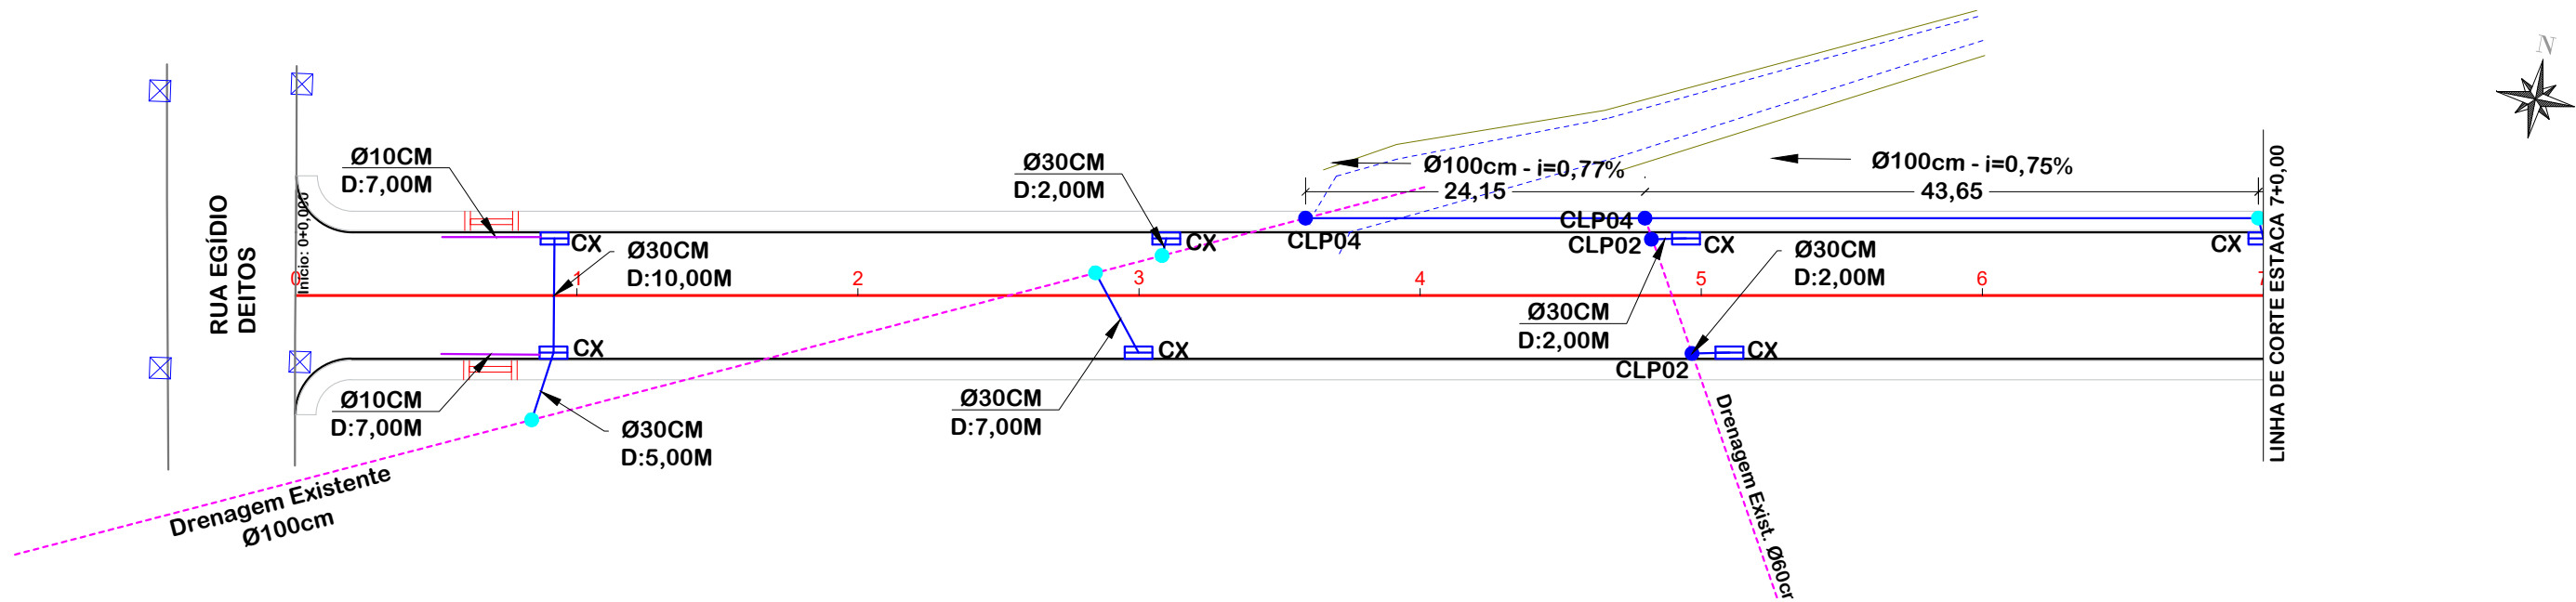 N
RUA EGÍDIO
DEITOS
Início: 0+0,000
Ø10CM
D:7,00M
CX
Ø30CM
D:10,00M
Ø30CM
D:2,00M
CX
Ø100cm - i=0,77%
24,15
Ø100cm - i=0,75%
43,65
CLP04
CLP04
CLP02
CX
Ø30CM
D:2,00M
CX
LINHA DE CORTE ESTACA 7+0,00
0
1
2
3
4
5
6
7
CX
Ø10CM
D:7,00M
Ø30CM
D:5,00M
CX
Ø30CM
D:7,00M
Ø30CM
D:2,00M
CX
CLP02
Drenagem Existente
Ø100cm
Drenagem Exist. Ø60cm